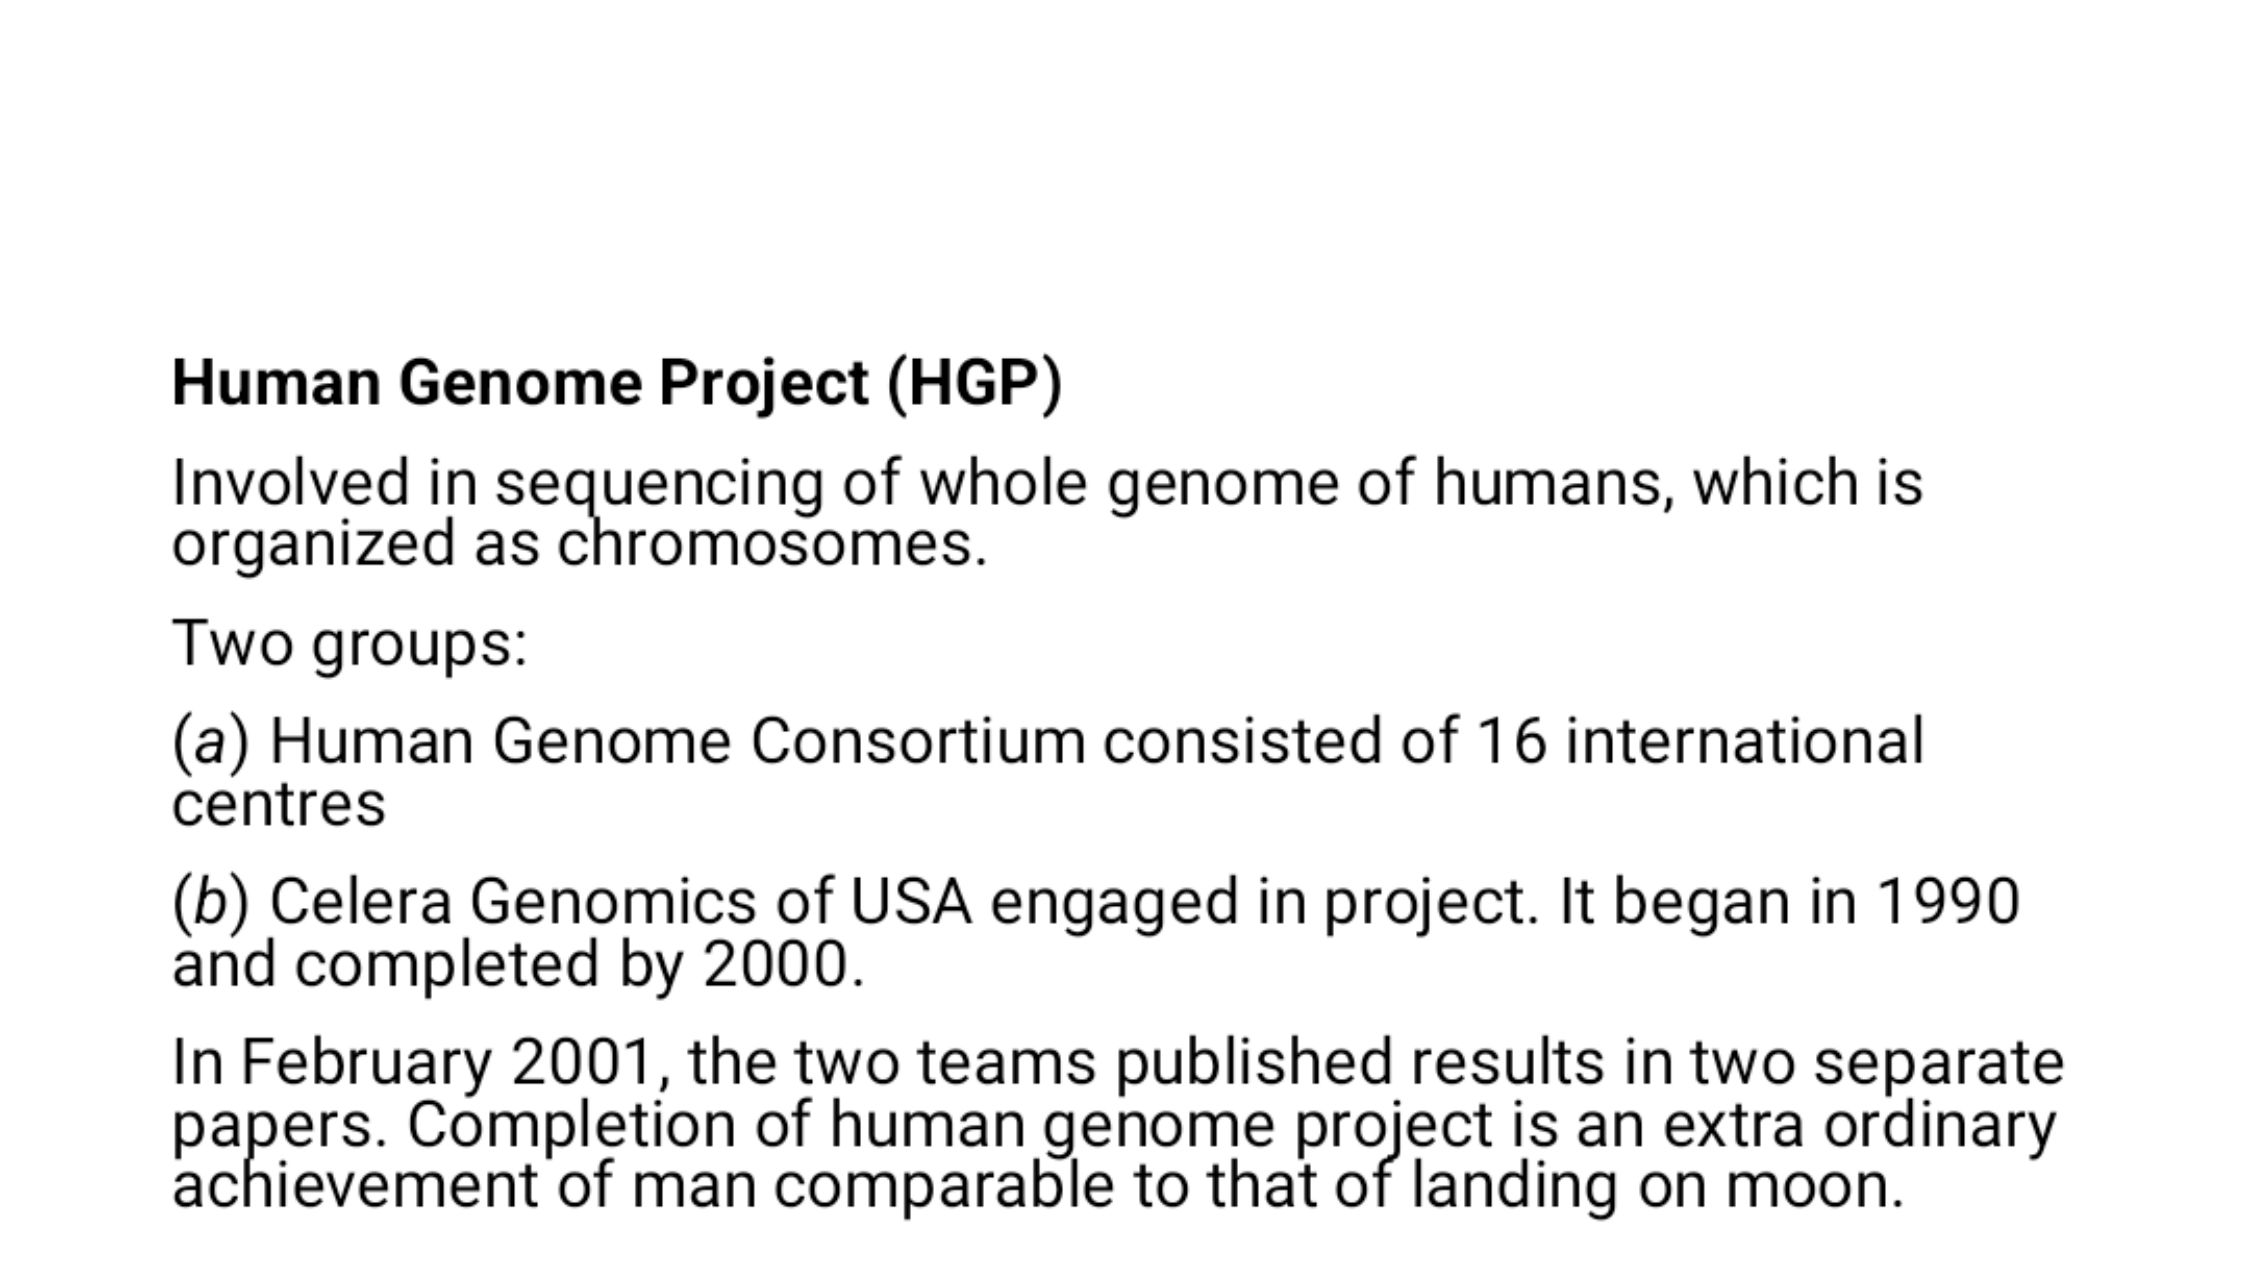 Human Genome Project (HGP)
Involved in sequencing of whole genome of humans, which is
organized as chromosomes.
Two groups:
(a) Human Genome Consortium consisted of 16 international
centres
(b) Celera Genomics of USA engaged in project. It began in 1990
and completed by 2000.
In February 2001, the two teams published results in two separate
papers. Completion of human genome project is an extra ordinary
achievement of man comparable to that of landing on moon.